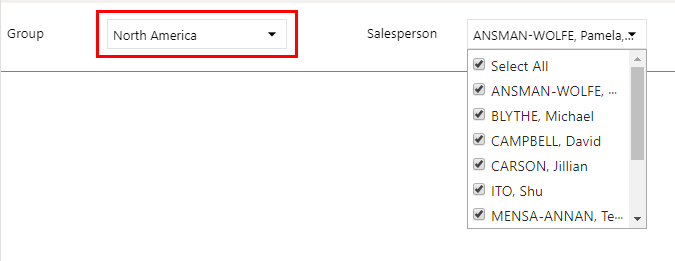 Group
North America
Salesperson
ANSMAN-WOLFE, Pamela,...
Select All
ANSMAN-WOLFE, ...
BLYTHE, Michael
CAMPBELL, David
CARSON, Jillian
ITO, Shu
MENSA-ANNAN, Te...